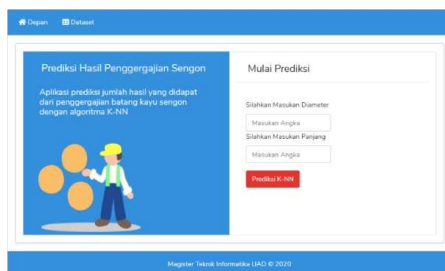 Depan Dataset
Prediksi Hasil Penggergajian Sengon
Aplikasi prediksi jumlah hasil yang didapat
dari penggergajian batang kayu sengon
dengan algoritma K-NN
Mulai Prediksi
Silahkan Masukan Diameter
Masukan Angka
Silahkan Masukan Panjang
Masukan Angka
Prediksi K-NN
Magister Teknik Informatika UAD © 2020